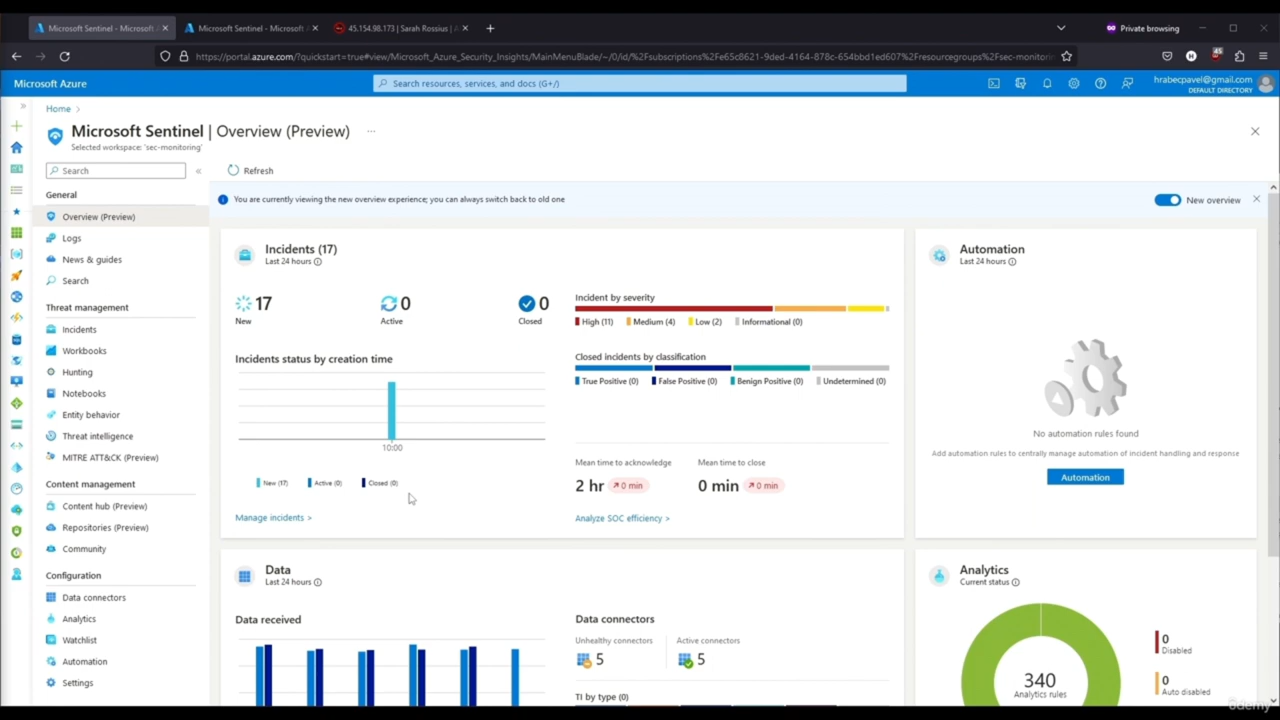 Microsoft Sentinel - Microsoft A
Microsoft Sentinel - Microsoft A
45.154.98.173 | Sarah Rossius | A
Private browsing
https://portal.azure.com/?quickstart=true#view/Microsoft_Azure_Security_Insights/MainMenuBlade/~/0/id/%2Fsubscriptions%2Fe65c8621-9ded-4164-878c-654bbd1ed607%2Fresourcegroups%2Fsec-monitorin
45
Microsoft Azure
Search resources, services, and docs (G+/)
hrabecpavel@gmail.com
DEFAULT DIRECTORY
Home >
Microsoft Sentinel | Overview (Preview) ...
Selected workspace: 'sec-monitoring'
Search
Refresh
General
You are currently viewing the new overview experience; you can always switch back to old one
New overview
Overview (Preview)
Logs
News & guides
Search
Threat management
Incidents
Workbooks
Hunting
Notebooks
Entity behavior
Threat intelligence
MITRE ATT&CK (Preview)
Content management
Content hub (Preview)
Repositories (Preview)
Community
Configuration
Data connectors
Analytics
Watchlist
Automation
Settings
Incidents (17)
Last 24 hours
17
New
0
Active
0
Closed
Incident by severity
High (11) Medium (4) Low (2) Informational (0)
Incidents status by creation time
10:00
New (17) Active (0) Closed (0)
Manage incidents >
Closed incidents by classification
True Positive (0) False Positive (0) Benign Positive (0) Undetermined (0)
Mean time to acknowledge
2 hr 0 min
Mean time to close
0 min 0 min
Analyze SOC efficiency >
Automation
Last 24 hours
No automation rules found
Add automation rules to centrally manage automation of incident handling and response
Automation
Data
Last 24 hours
Data received
Data connectors
Unhealthy connectors
5
Active connectors
5
TI by type (0)
Analytics
Current status
340
Analytics rules
0
Disabled
0
Auto disabled
ûdemy